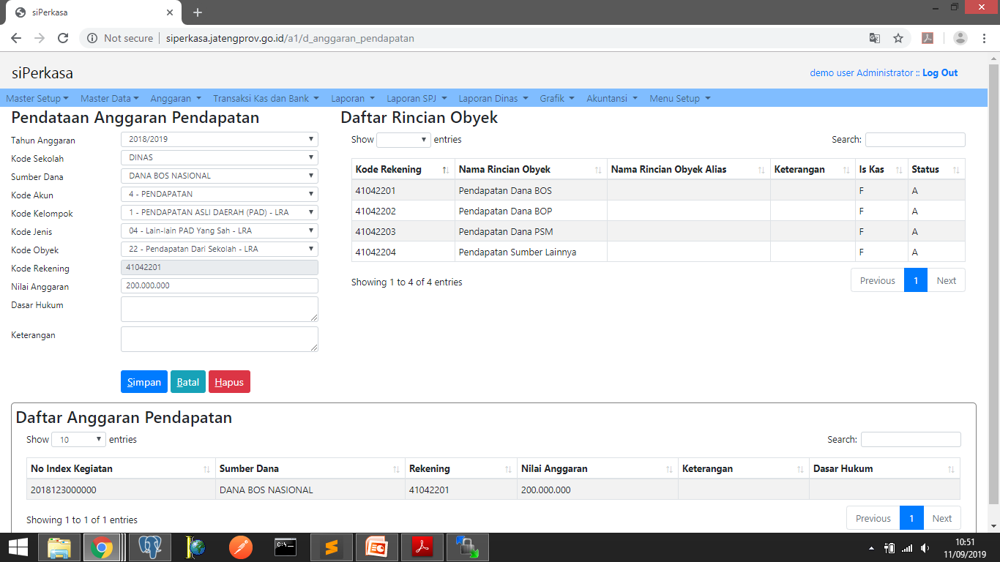 siPerkasa
Not secure siperkasa.jatengprov.go.id/a1/d_anggaran_pendapatan
siPerkasa
demo user Administrator :: Log Out
Master Setup Master Data Anggaran Transaksi Kas dan Bank Laporan Laporan SPJ Laporan Dinas Grafik Akuntansi Menu Setup
Pendataan Anggaran Pendapatan
Tahun Anggaran 2018/2019
Kode Sekolah DINAS
Sumber Dana DANA BOS NASIONAL
Kode Akun 4 - PENDAPATAN
Kode Kelompok 1 - PENDAPATAN ASLI DAERAH (PAD) - LRA
Kode Jenis 04 - Lain-lain PAD Yang Sah - LRA
Kode Obyek 22 - Pendapatan Dari Sekolah - LRA
Kode Rekening 41042201
Nilai Anggaran 200.000.000
Dasar Hukum
Keterangan
Simpan Batal Hapus
Daftar Rincian Obyek
Show entries Search:
Kode Rekening Nama Rincian Obyek Nama Rincian Obyek Alias Keterangan Is Kas Status
41042201 Pendapatan Dana BOS F A
41042202 Pendapatan Dana BOP F A
41042203 Pendapatan Dana PSM F A
41042204 Pendapatan Sumber Lainnya F A
Showing 1 to 4 of 4 entries Previous 1 Next
Daftar Anggaran Pendapatan
Show 10 entries Search:
No Index Kegiatan Sumber Dana Rekening Nilai Anggaran Keterangan Dasar Hukum
2018123000000 DANA BOS NASIONAL 41042201 200.000.000
Showing 1 to 1 of 1 entries Previous 1 Next
10:51
11/09/2019